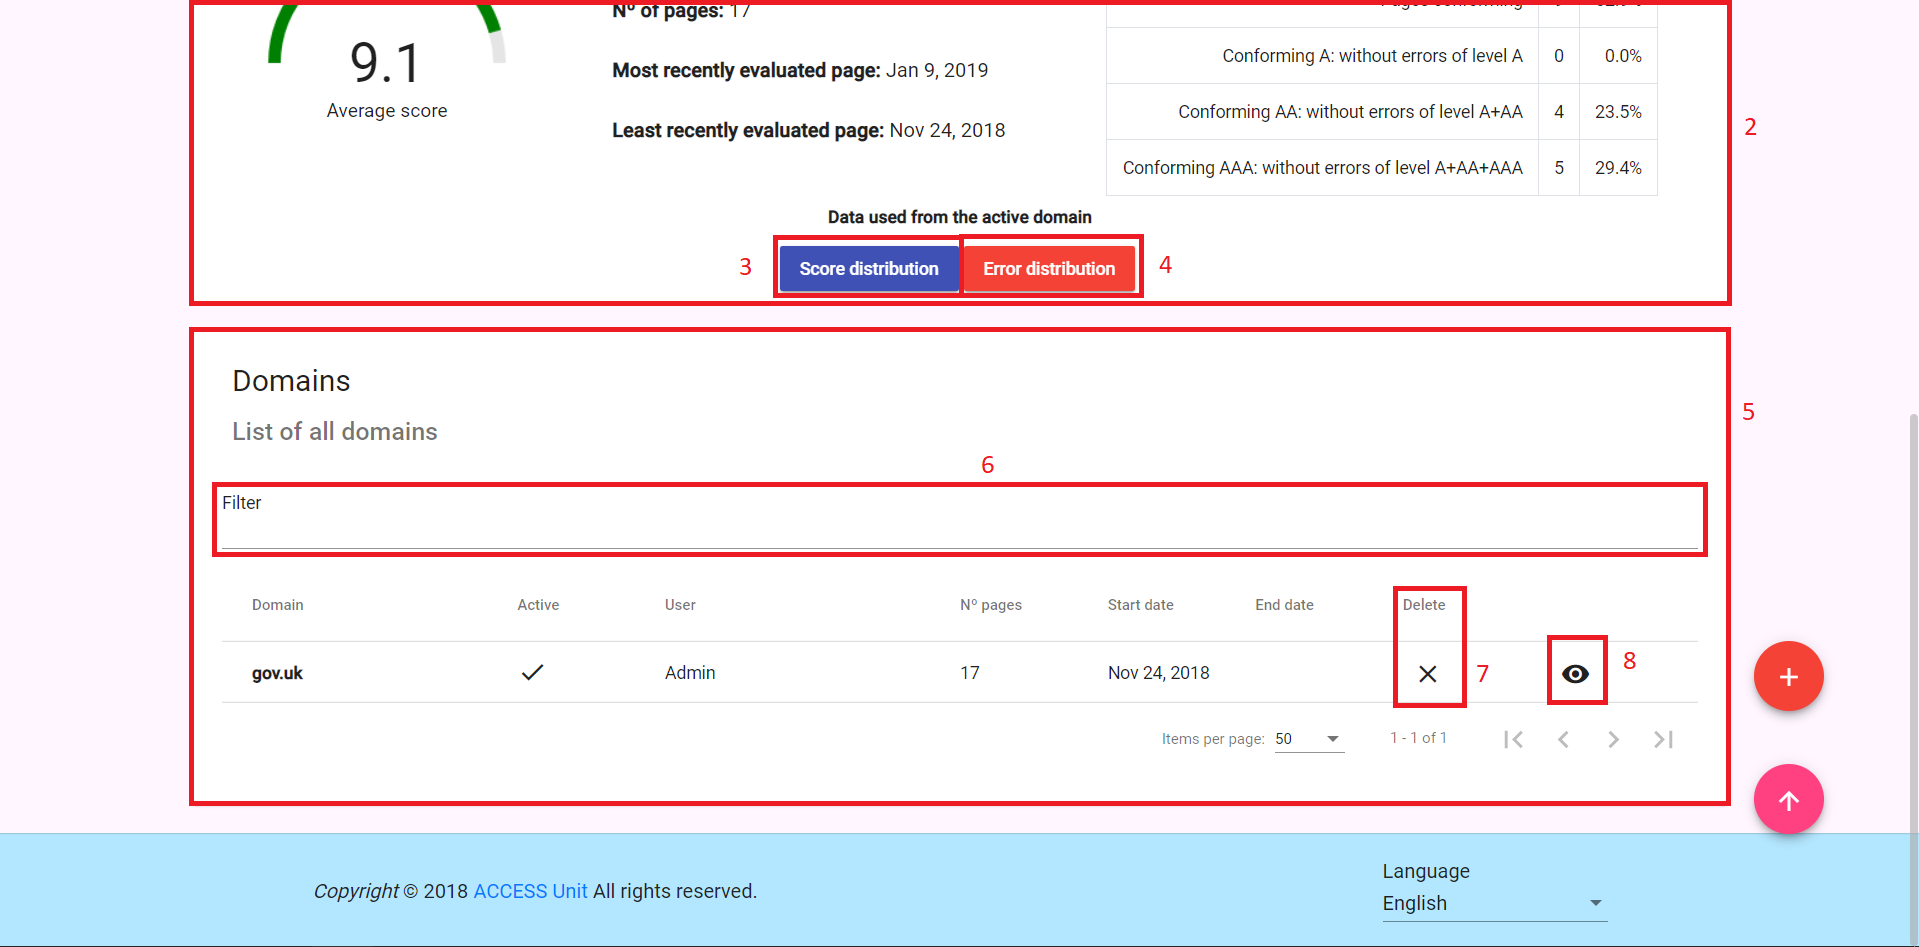 Nº of pages: 17
9.1
Average score
Most recently evaluated page: Jan 9, 2019
Least recently evaluated page: Nov 24, 2018
Conforming A: without errors of level A 0 0.0%
Conforming AA: without errors of level A+AA 4 23.5%
Conforming AAA: without errors of level A+AA+AAA 5 29.4%
2
Data used from the active domain
3 Score distribution Error distribution 4
Domains
5
List of all domains
6
Filter
Domain Active User Nº pages Start date End date Delete
gov.uk Admin 17 Nov 24, 2018 7 8
Items per page: 50 1 - 1 of 1
Copyright © 2018 ACCESS Unit All rights reserved.
Language
English